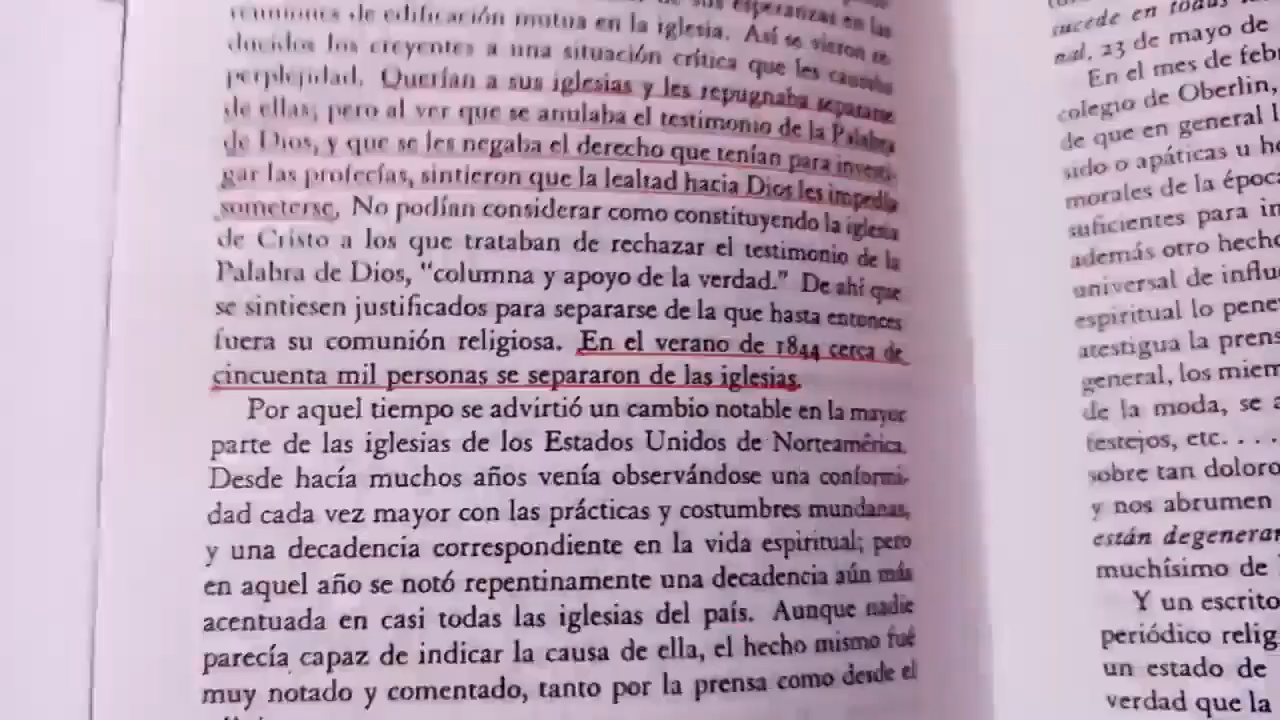 sus esperanzas en las
reuniones de edificación mutua en la iglesia. Así se vieron re-
ducidos los creyentes a una situación crítica que les causaba
perplejidad. Querían a sus iglesias y les repugnaba separarse
de ellas; pero al ver que se anulaba el testimonio de la Palabra
de Dios, y que se les negaba el derecho que tenían para investi-
gar las profecías, sintieron que la lealtad hacia Dios les impedía
someterse. No podían considerar como constituyendo la iglesia
de Cristo a los que trataban de rechazar el testimonio de la
Palabra de Dios, “columna y apoyo de la verdad.” De ahí que
se sintiesen justificados para separarse de la que hasta entonces
fuera su comunión religiosa. En el verano de 1844 cerca de
cincuenta mil personas se separaron de las iglesias.
Por aquel tiempo se advirtió un cambio notable en la mayor
parte de las iglesias de los Estados Unidos de Norteamérica.
Desde hacía muchos años venía observándose una conformi-
dad cada vez mayor con las prácticas y costumbres mundanas,
y una decadencia correspondiente en la vida espiritual; pero
en aquel año se notó repentinamente una decadencia aún más
acentuada en casi todas las iglesias del país. Aunque nadie
parecía capaz de indicar la causa de ella, el hecho mismo fué
muy notado y comentado, tanto por la prensa como desde el
sucede en todas
nal, 23 de mayo de
En el mes de feb
colegio de Oberlin,
de que en general l
sido o apáticas u h
morales de la época
suficientes para i
además otro hecho
universal de influ
espiritual lo pene
atestigua la prens
general, los miem
de la moda, se a
festejos, etc. . . .
sobre tan doloro
y nos abrumen
están degenerar
muchísimo de
Y un escrito
periódico relig
un estado de
verdad que la